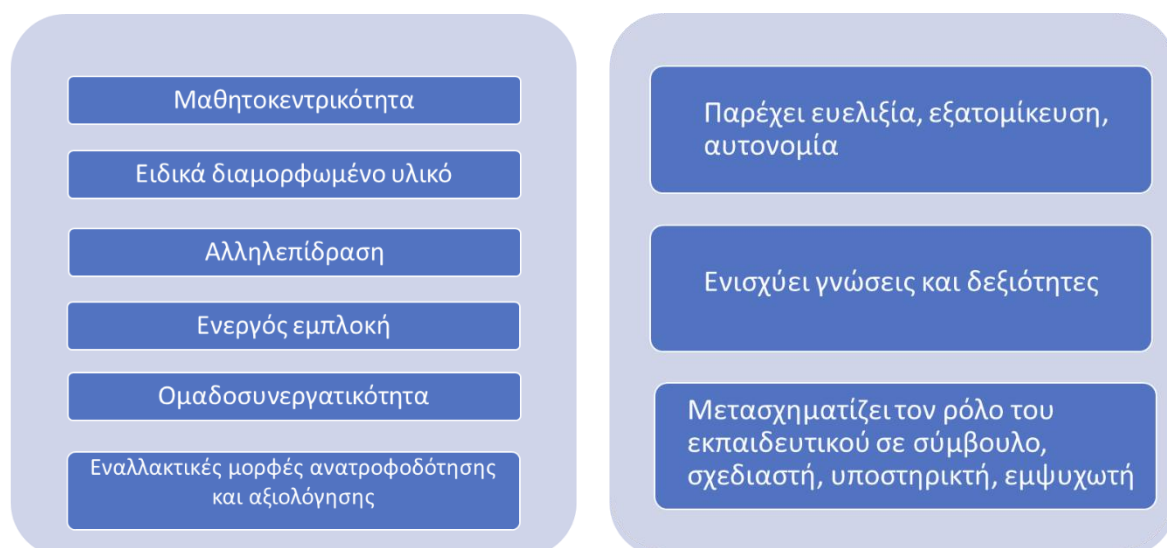 Μαθητοκεντρικότητα
Ειδικά διαμορφωμένο υλικό
Αλληλεπίδραση
Ενεργός εμπλοκή
Ομαδοσυνεργατικότητα
Εναλλακτικές μορφές ανατροφοδότησης
και αξιολόγησης
Παρέχει ευελιξία, εξατομίκευση,
αυτονομία
Ενισχύει γνώσεις και δεξιότητες
Μετασχηματίζει τον ρόλο του
εκπαιδευτικού σε σύμβουλο,
σχεδιαστή, υποστηρικτή, εμψυχωτή